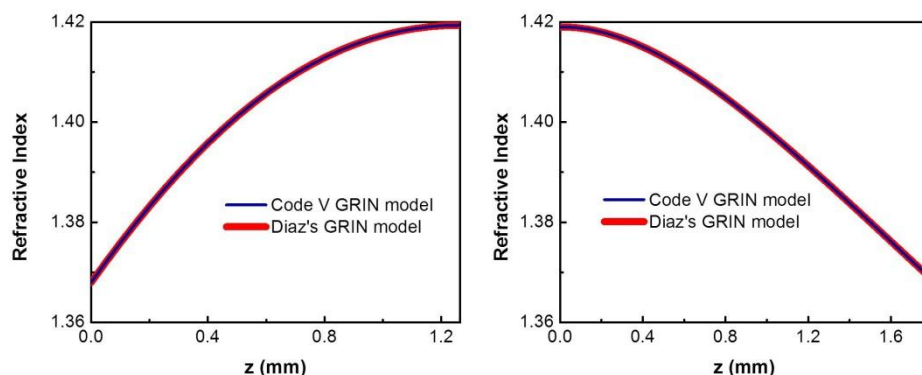 1.42
1.40
1.38
1.36
Refractive Index
Code V GRIN model
Diaz's GRIN model
0.0 0.4 0.8 1.2
z (mm)
1.42
1.40
1.38
1.36
Refractive Index
Code V GRIN model
Diaz's GRIN model
0.0 0.4 0.8 1.2 1.6
z (mm)